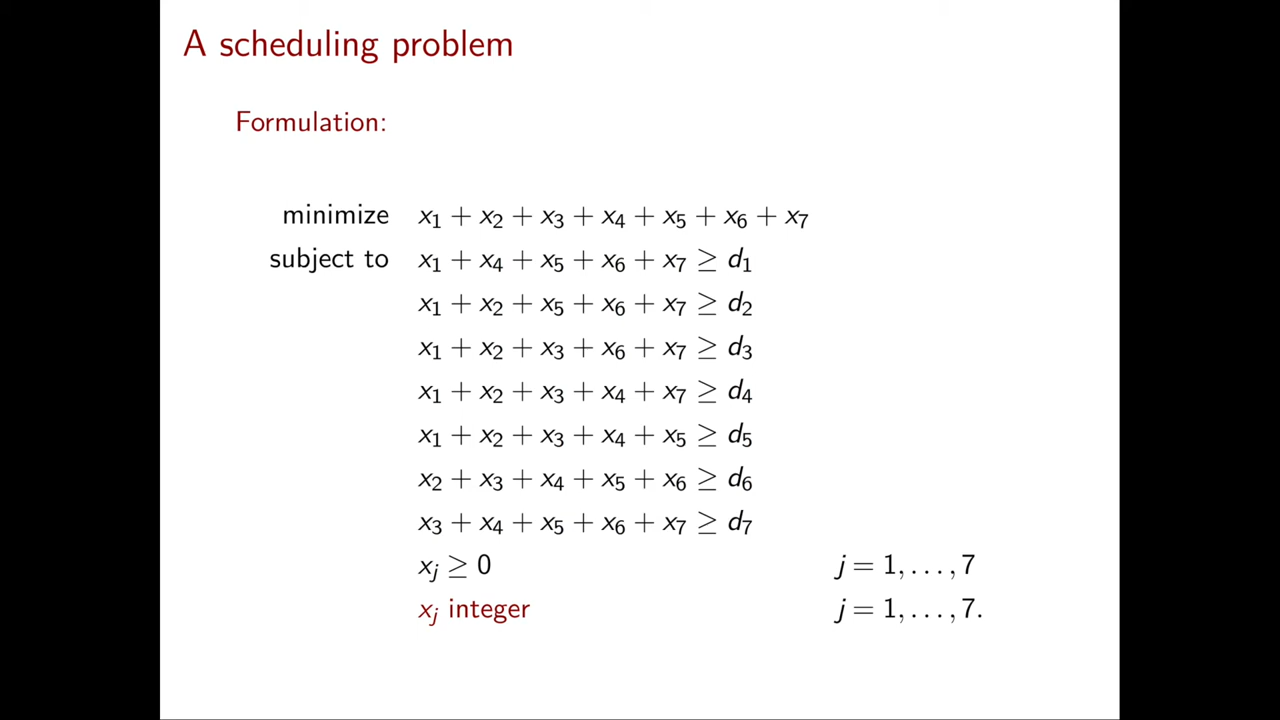 A scheduling problem
Formulation:
minimize x₁ + x₂ + x₃ + x₄ + x₅ + x₆ + x₇
subject to x₁ + x₄ + x₅ + x₆ + x₇ ≥ d₁
x₁ + x₂ + x₅ + x₆ + x₇ ≥ d₂
x₁ + x₂ + x₃ + x₆ + x₇ ≥ d₃
x₁ + x₂ + x₃ + x₄ + x₇ ≥ d₄
x₁ + x₂ + x₃ + x₄ + x₅ ≥ d₅
x₂ + x₃ + x₄ + x₅ + x₆ ≥ d₆
x₃ + x₄ + x₅ + x₆ + x₇ ≥ d₇
xⱼ ≥ 0 j = 1, . . . , 7
xⱼ integer j = 1, . . . , 7.